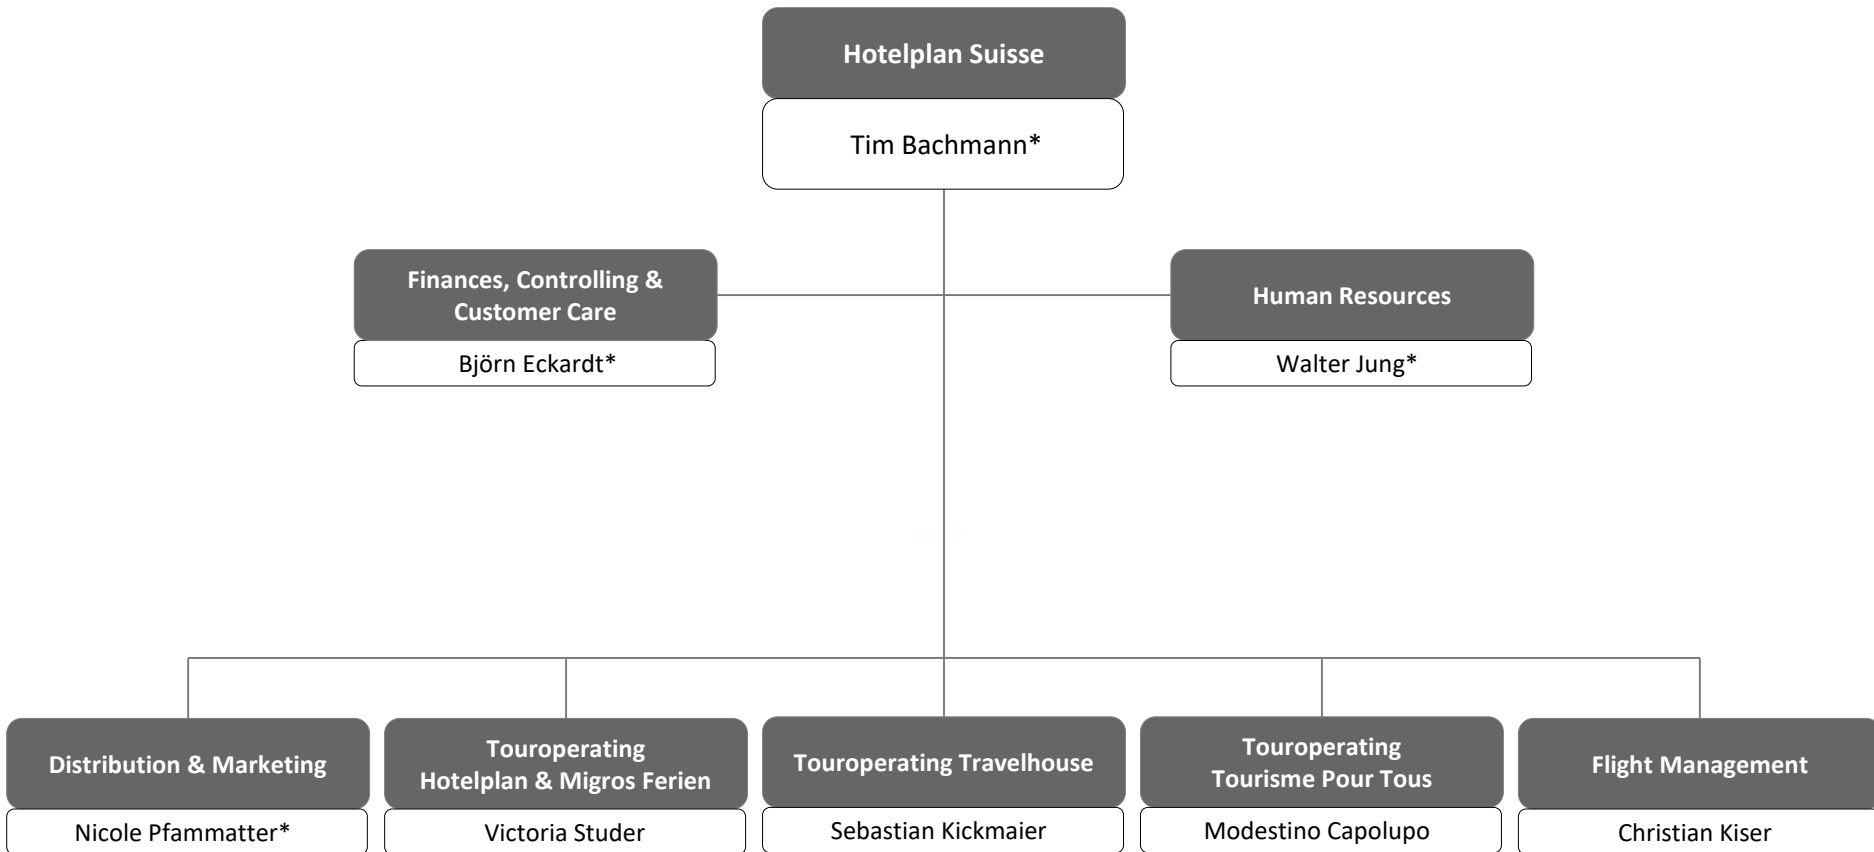 Hotelplan Suisse
Tim Bachmann*
Finances, Controlling &
Customer Care
Björn Eckardt*
Human Resources
Walter Jung*
Distribution & Marketing
Nicole Pfammatter*
Touroperating
Hotelplan & Migros Ferien
Victoria Studer
Touroperating Travelhouse
Sebastian Kickmaier
Touroperating
Tourisme Pour Tous
Modestino Capolupo
Flight Management
Christian Kiser